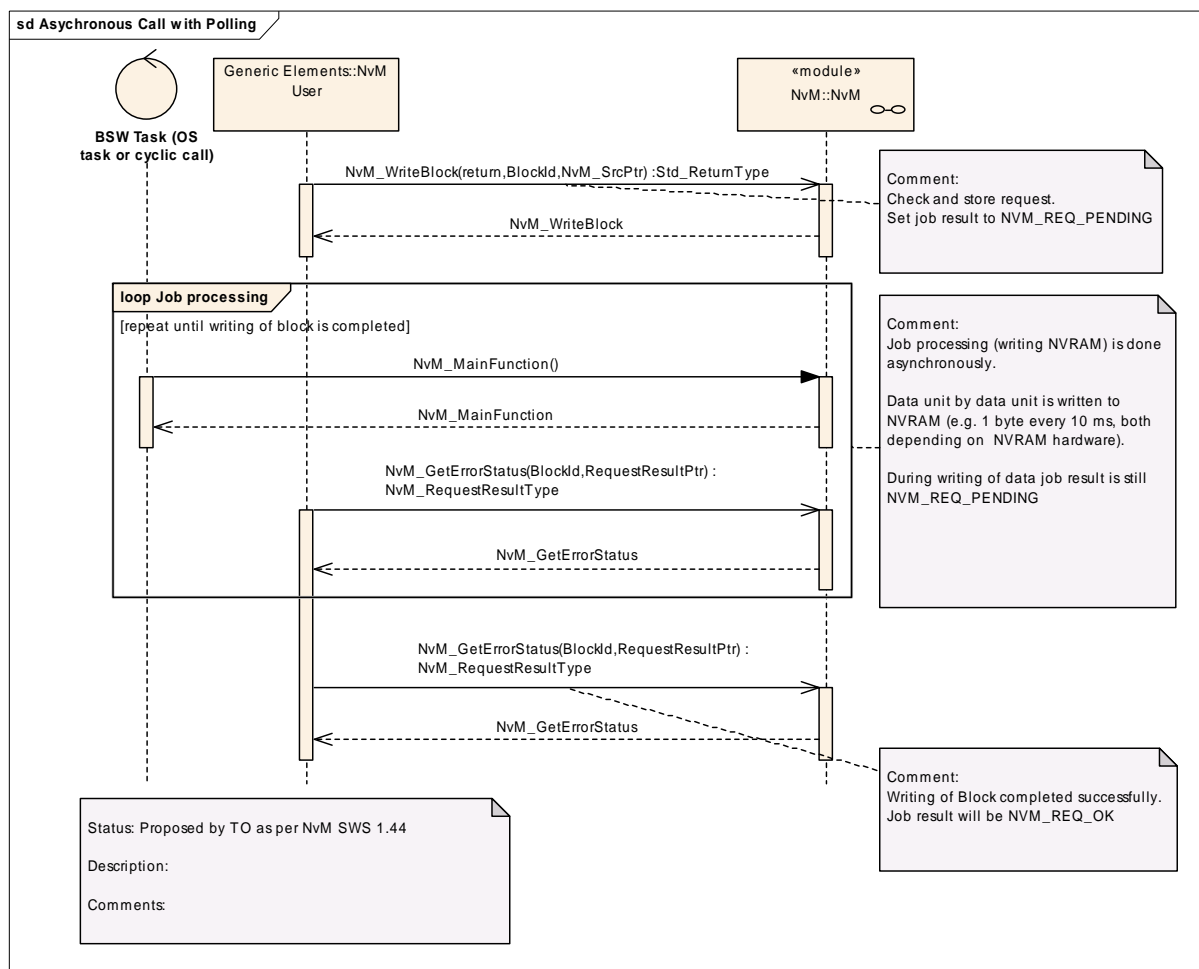 sd Asychronous Call with Polling
BSW Task (OS
task or cyclic call)
Generic Elements::NvM
User
«module»
NvM::NvM
NvM_WriteBlock(return,BlockId,NvM_SrcPtr) :Std_ReturnType
NvM_WriteBlock
Comment:
Check and store request.
Set job result to NVM_REQ_PENDING
loop Job processing
[repeat until writing of block is completed]
NvM_MainFunction()
NvM_MainFunction
NvM_GetErrorStatus(BlockId,RequestResultPtr) :
NvM_RequestResultType
NvM_GetErrorStatus
Comment:
Job processing (writing NVRAM) is done
asynchronously.
Data unit by data unit is written to
NVRAM (e.g. 1 byte every 10 ms, both
depending on NVRAM hardware).
During writing of data job result is still
NVM_REQ_PENDING
NvM_GetErrorStatus(BlockId,RequestResultPtr) :
NvM_RequestResultType
NvM_GetErrorStatus
Comment:
Writing of Block completed successfully.
Job result will be NVM_REQ_OK
Status: Proposed by TO as per NvM SWS 1.44
Description:
Comments: